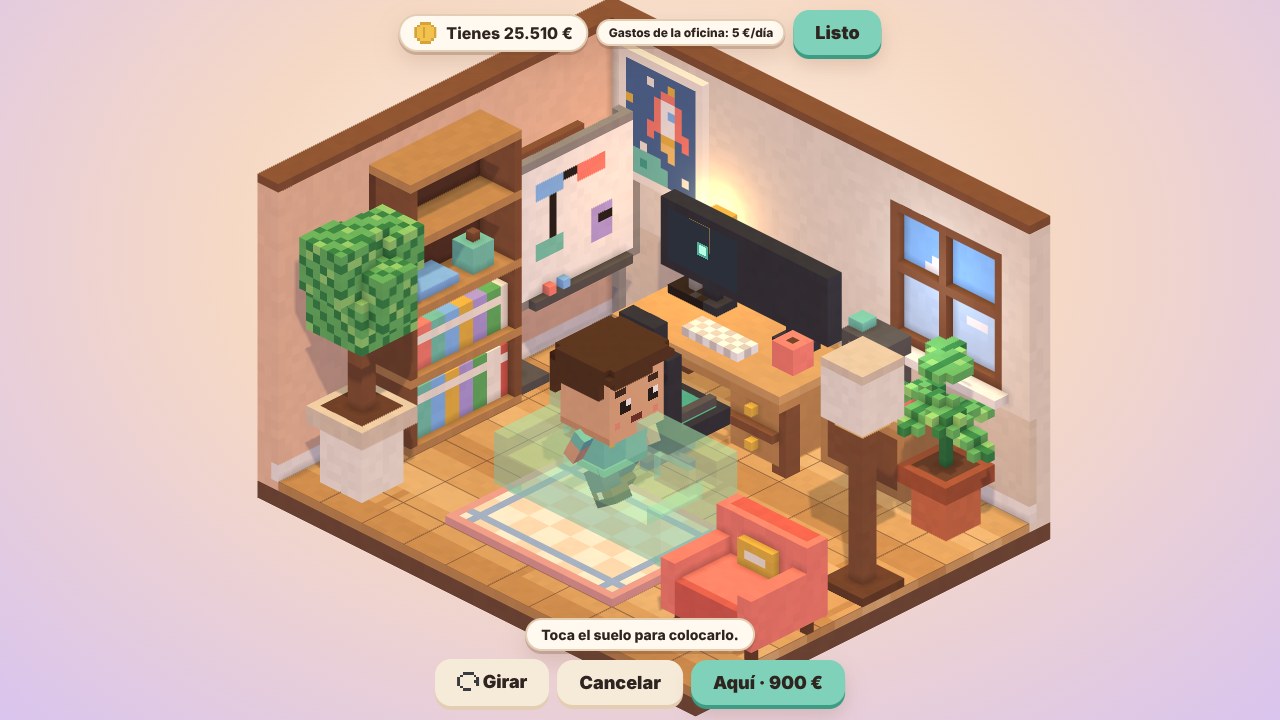 Tienes 25.510 €
Gastos de la oficina: 5 €/día
Listo
Toca el suelo para colocarlo.
Girar
Cancelar
Aquí · 900 €